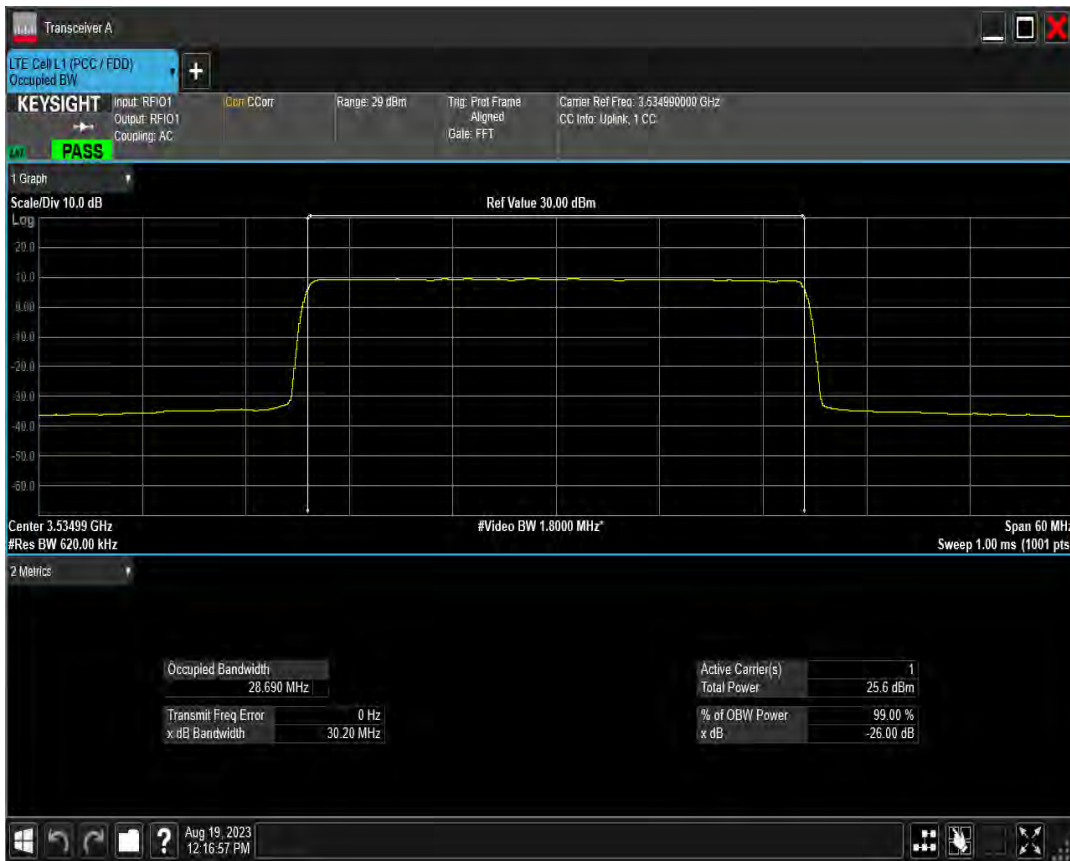 Transceiver A
LTE Cell L1 (PCC / FDD)
Occupied BW
+
KEYSIGHT
Input: RFIO1
Output: RFIO1
Coupling: AC
Corr CCorr
Range: 29 dBm
Trig: Prot Frame
Aligned
Gate: FFT
Carrier Ref Freq: 3.534990000 GHz
CC Info: Uplink, 1 CC
PASS
1 Graph
Scale/Div 10.0 dB
Ref Value 30.00 dBm
Log
20.0
10.0
0.00
-10.0
-20.0
-30.0
-40.0
-50.0
-60.0
Center 3.53499 GHz
#Video BW 1.8000 MHz*
Span 60 MHz
#Res BW 620.00 kHz
Sweep 1.00 ms (1001 pts
2 Metrics
Occupied Bandwidth
28.690 MHz
Transmit Freq Error 0 Hz
x dB Bandwidth 30.20 MHz
Active Carrier(s) 1
Total Power 25.6 dBm
% of OBW Power 99.00 %
x dB -26.00 dB
?
Aug 19, 2023
12:16:57 PM